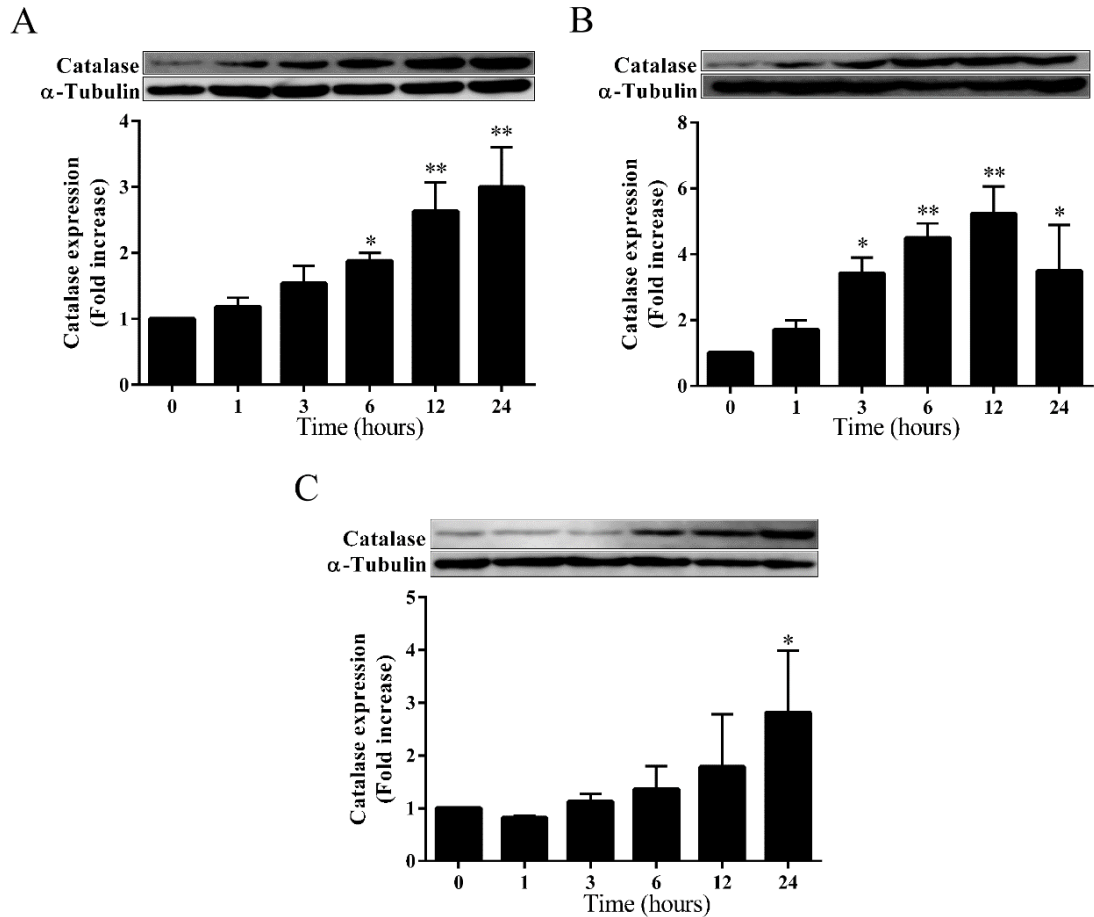 A
Catalase
α-Tubulin
Catalase expression
(Fold increase)
4
3
2
1
0
*
**
**
0 1 3 6 12 24
Time (hours)
B
Catalase
α-Tubulin
Catalase expression
(Fold increase)
8
6
4
2
0
*
**
**
*
0 1 3 6 12 24
Time (hours)
C
Catalase
α-Tubulin
Catalase expression
(Fold increase)
5
4
3
2
1
0
*
0 1 3 6 12 24
Time (hours)